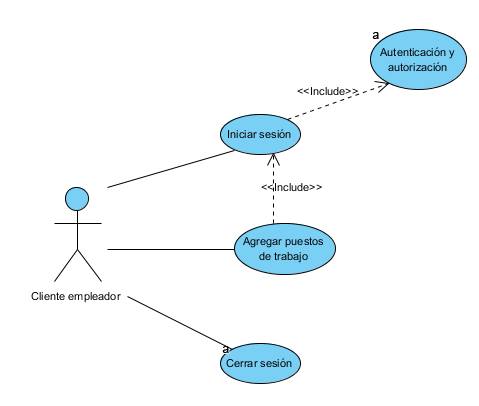 a
Autenticación y
autorización
<<Include>>
Iniciar sesión
<<Include>>
Agregar puestos
de trabajo
Cliente empleador
a
Cerrar sesión